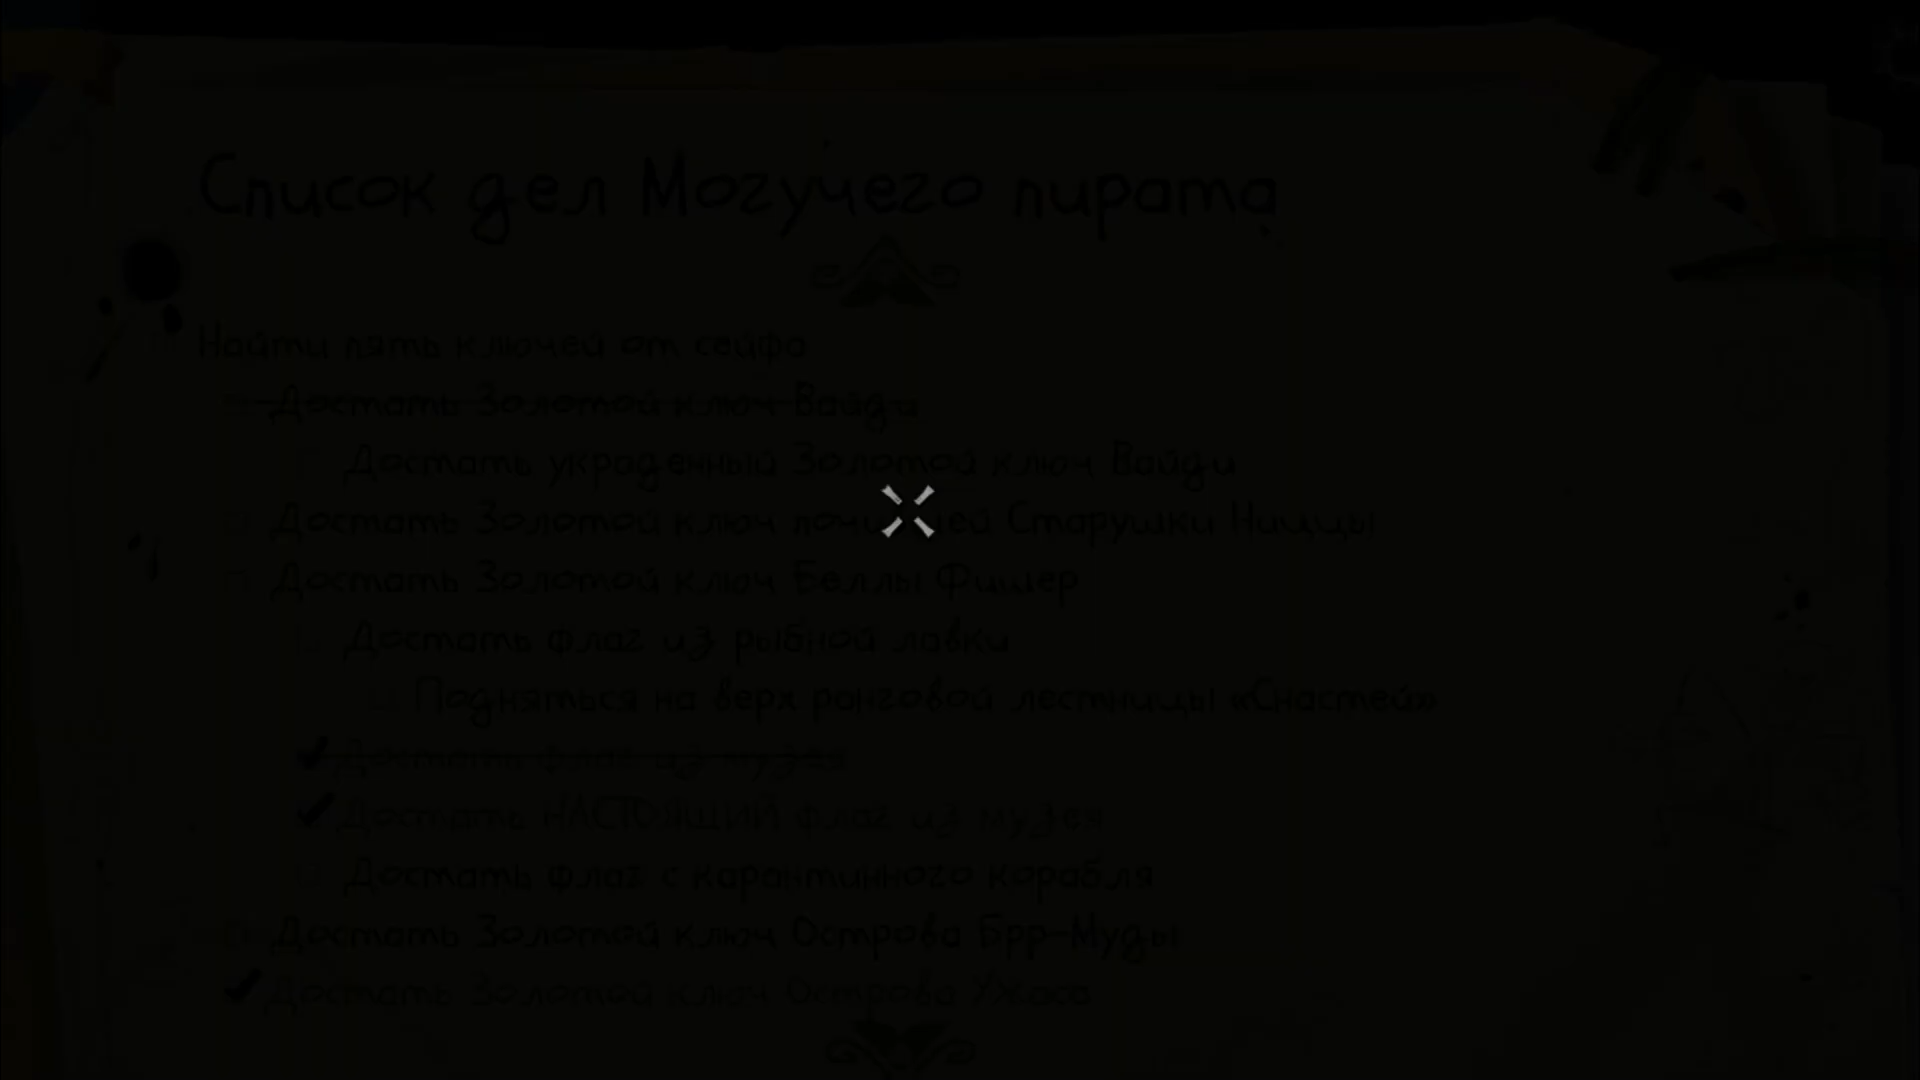 Список дел Могучего пирата
Найти пять ключей от сейфа
Достать Золотой ключ Вайди
Достать украденный Золотой ключ Вайди
Достать Золотой ключ почившей Старушки Ниццы
Достать Золотой ключ Беллы Фишер
Достать флаг из рыбной лавки
Подняться на верх ранговой лестницы «Снастей»
Достать флаг из музея
Достать НАСТОЯЩИЙ флаг из музея
Достать флаг с карантинного корабля
Достать Золотой ключ Острова Брр-Муды
Достать Золотой ключ Острова Ужаса